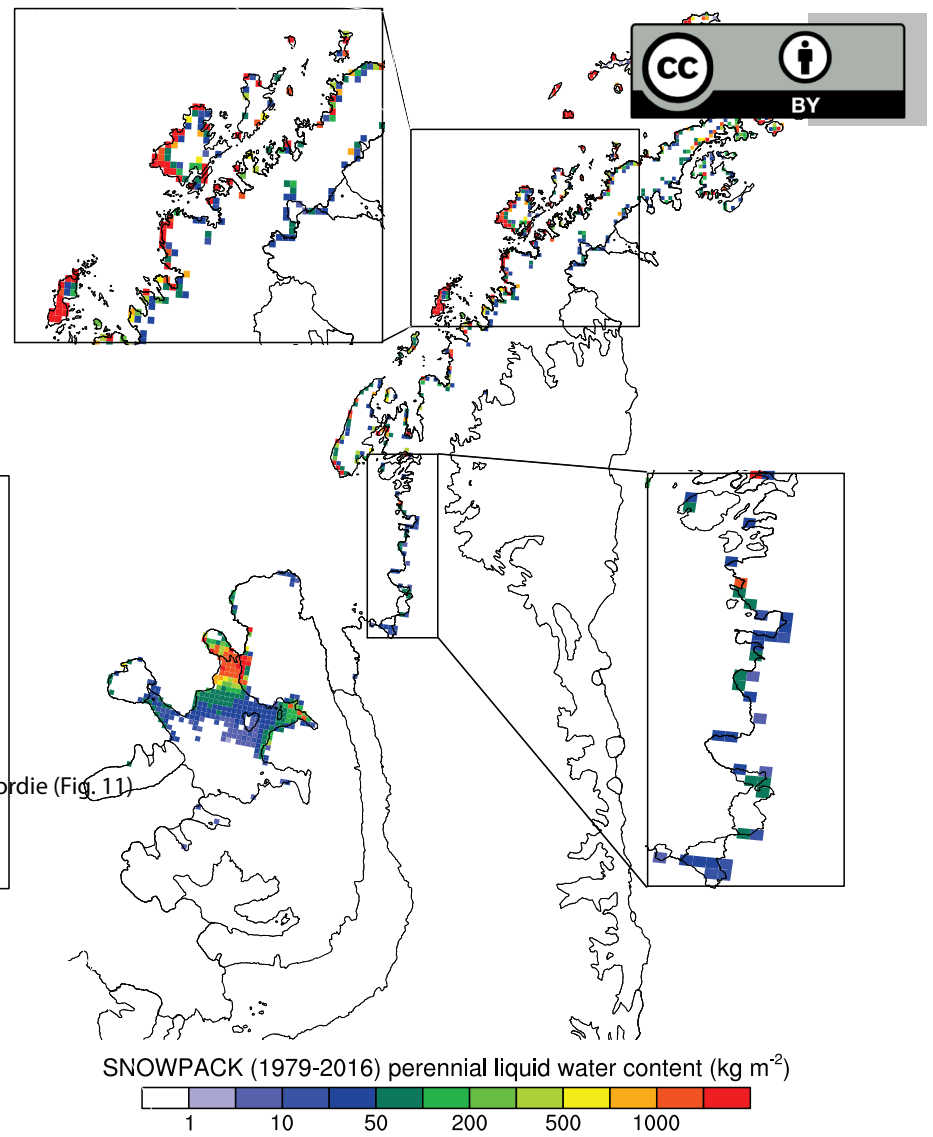 CC
BY
ordie (Fig. 11)
SNOWPACK (1979-2016) perennial liquid water content (kg m⁻²)
1 10 50 200 500 1000